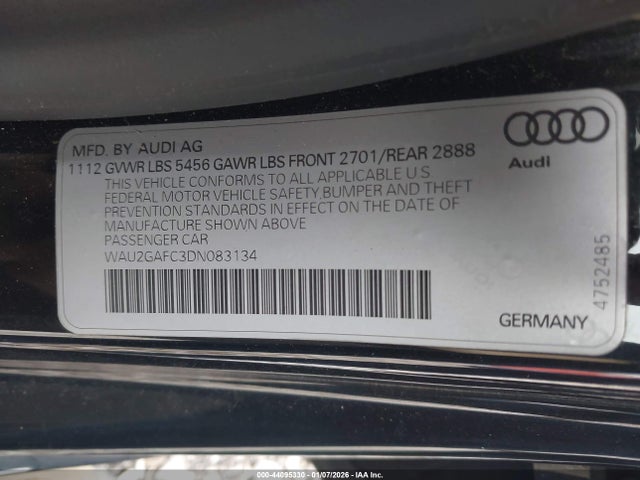 MFD. BY AUDI AG
1112 GVWR LBS 5456 GAWR LBS FRONT 2701/REAR 2888
THIS VEHICLE CONFORMS TO ALL APPLICABLE U.S.
FEDERAL MOTOR VEHICLE SAFETY BUMPER AND THEFT
PREVENTION STANDARDS IN EFFECT ON THE DATE OF
MANUFACTURE SHOWN ABOVE
PASSENGER CAR
WAU2GAFC3DN083134
Audi
4752485
GERMANY
000-44095330 - 01/07/2026 - IAA Inc.